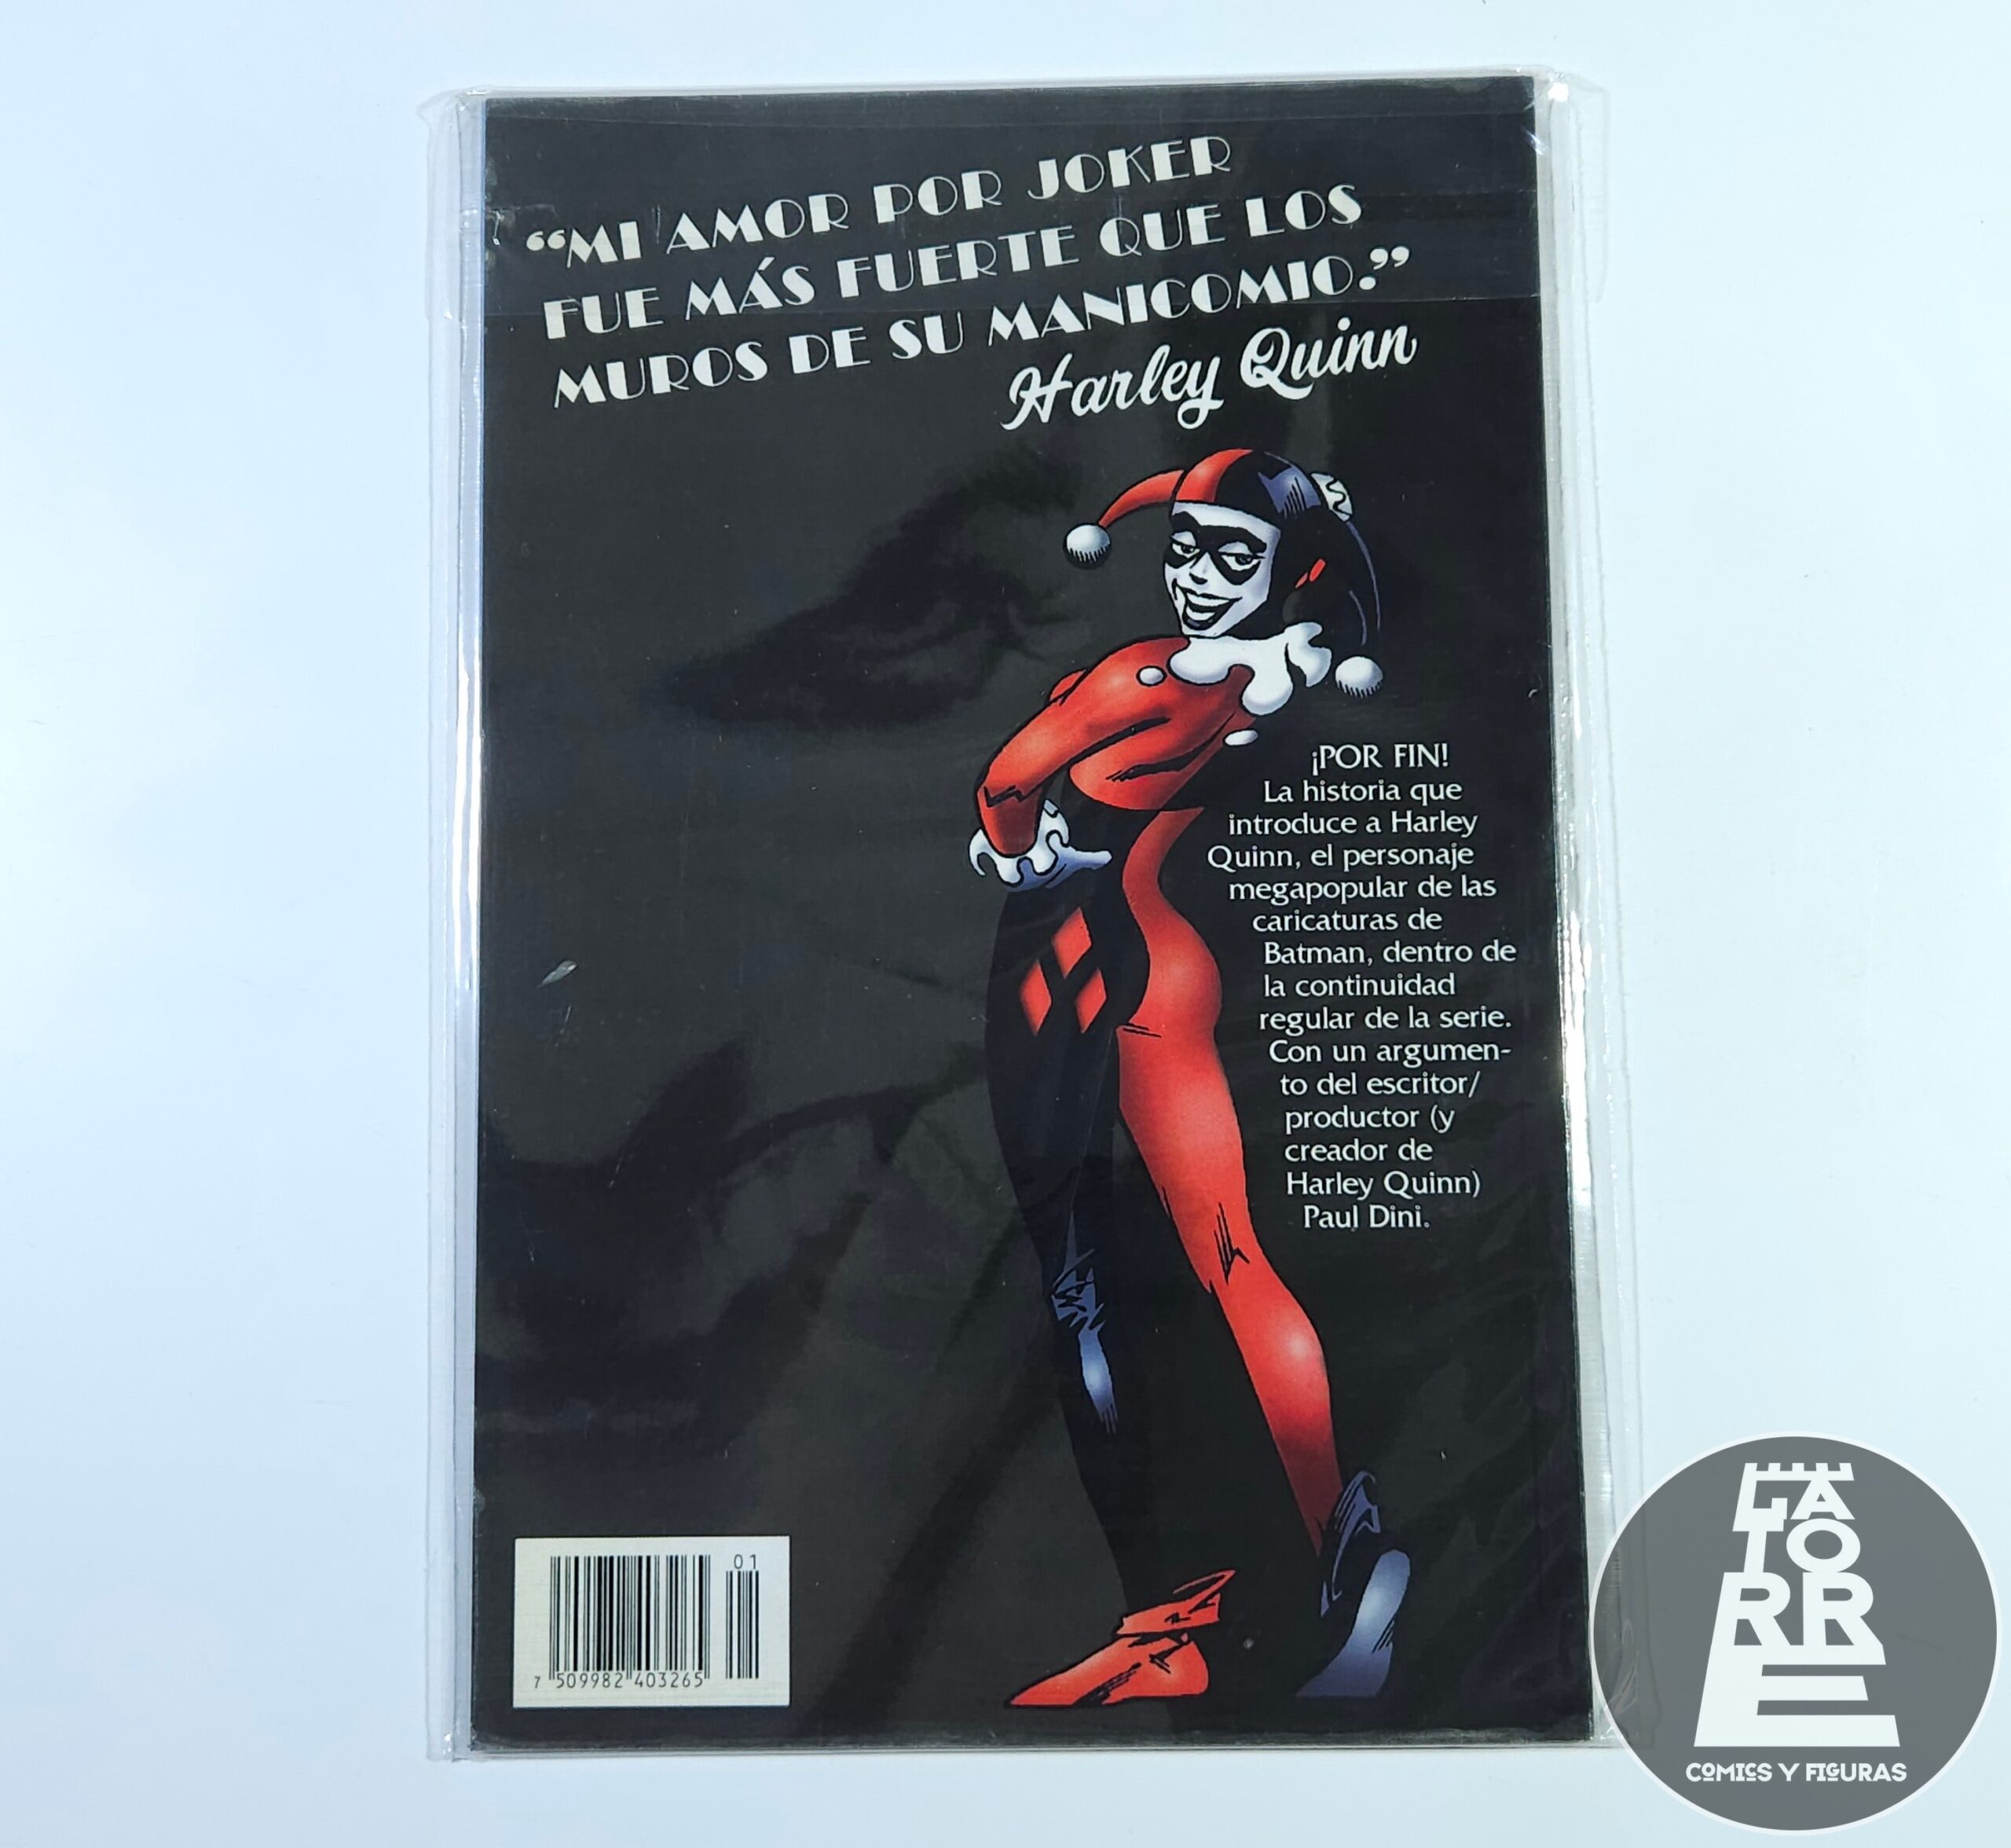 “MI AMOR POR JOKER
FUE MÁS FUERTE QUE LOS
MUROS DE SU MANICOMIO.”
Harley Quinn
¡POR FIN!
La historia que
introduce a Harley
Quinn, el personaje
megapopular de las
caricaturas de
Batman, dentro de
la continuidad
regular de la serie.
Con un argumen-
to del escritor/
productor (y
creador de
Harley Quinn)
Paul Dini.
01
7 509982 403265
LA
TO
RR
E
COMICS Y FIGURAS